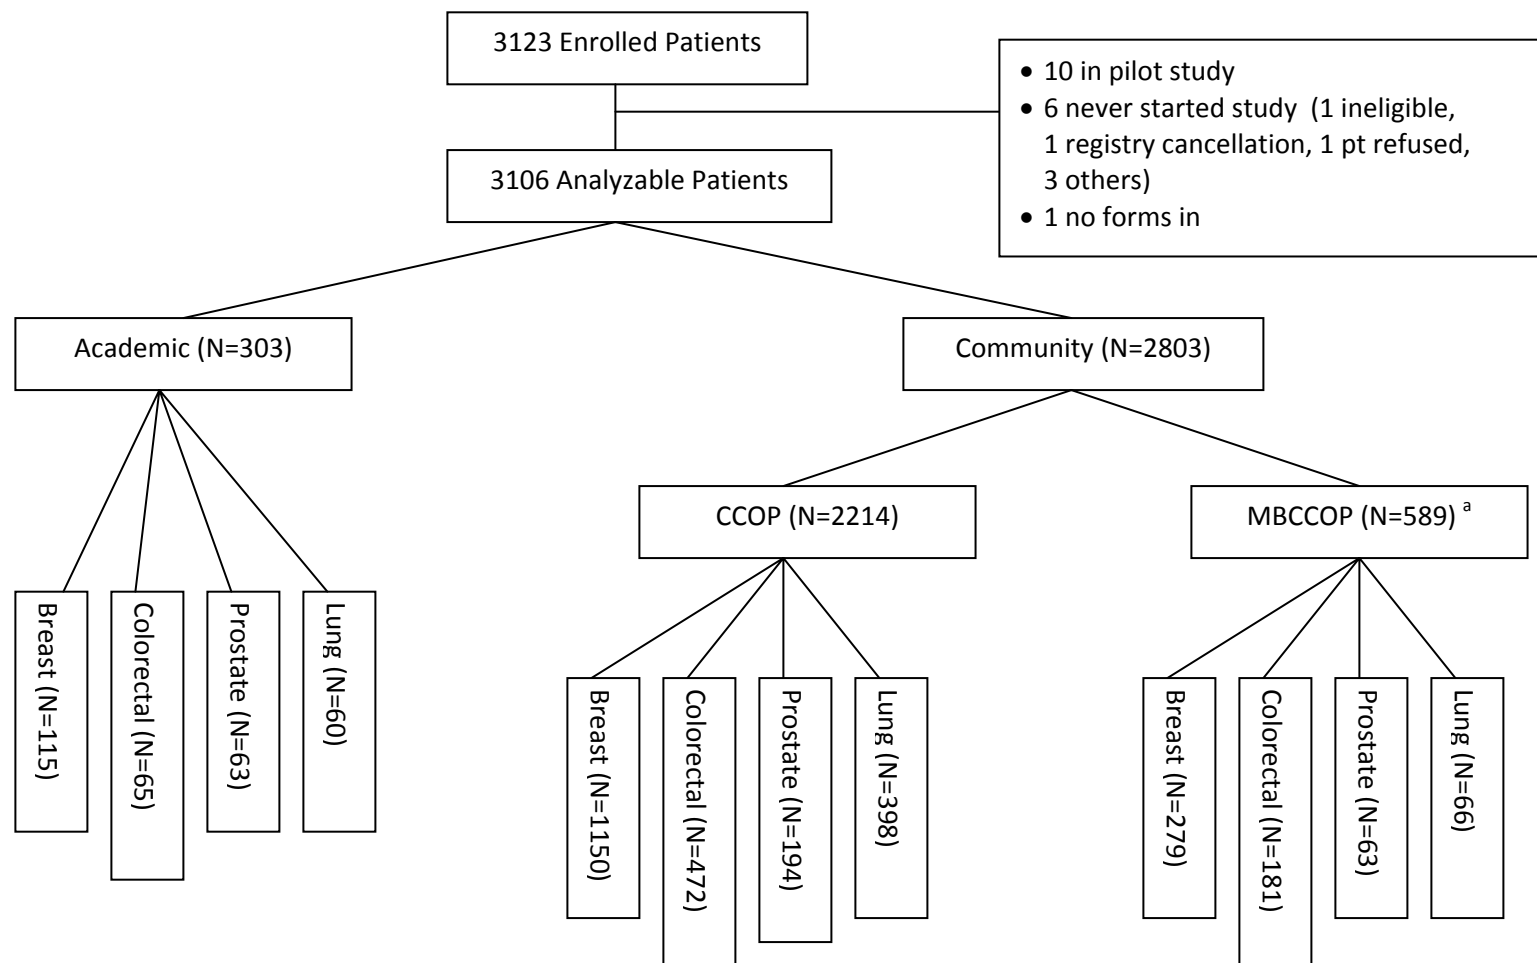 3123 Enrolled Patients
• 10 in pilot study
• 6 never started study (1 ineligible,
1 registry cancellation, 1 pt refused,
3 others)
• 1 no forms in
3106 Analyzable Patients
Academic (N=303)
Community (N=2803)
CCOP (N=2214)
MBCCOP (N=589) a
Breast (N=115)
Colorectal (N=65)
Prostate (N=63)
Lung (N=60)
Breast (N=1150)
Colorectal (N=472)
Prostate (N=194)
Lung (N=398)
Breast (N=279)
Colorectal (N=181)
Prostate (N=63)
Lung (N=66)